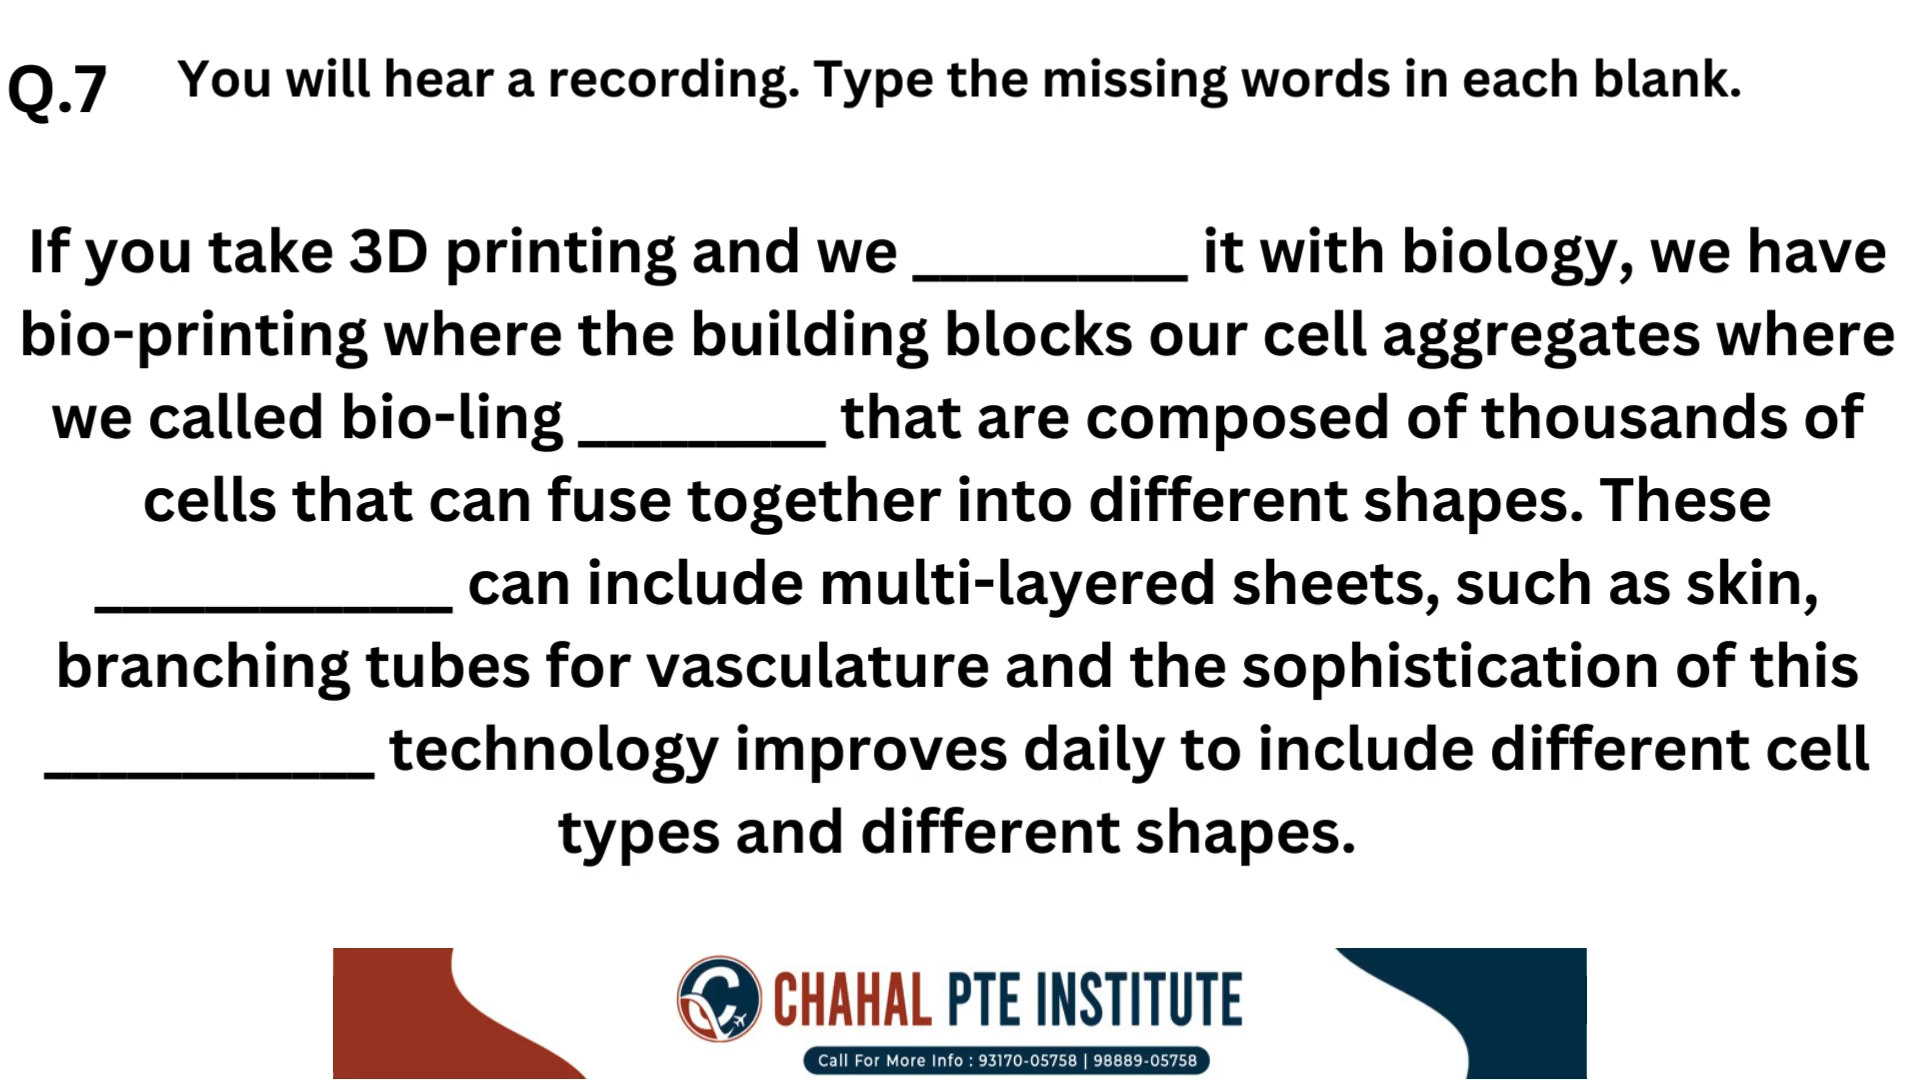 Q.7 You will hear a recording. Type the missing words in each blank.
If you take 3D printing and we __________ it with biology, we have
bio-printing where the building blocks our cell aggregates where
we called bio-ling _________ that are composed of thousands of
cells that can fuse together into different shapes. These
_____________ can include multi-layered sheets, such as skin,
branching tubes for vasculature and the sophistication of this
____________ technology improves daily to include different cell
types and different shapes.
CHAHAL PTE INSTITUTE
Call For More Info : 93170-05758 | 98889-05758